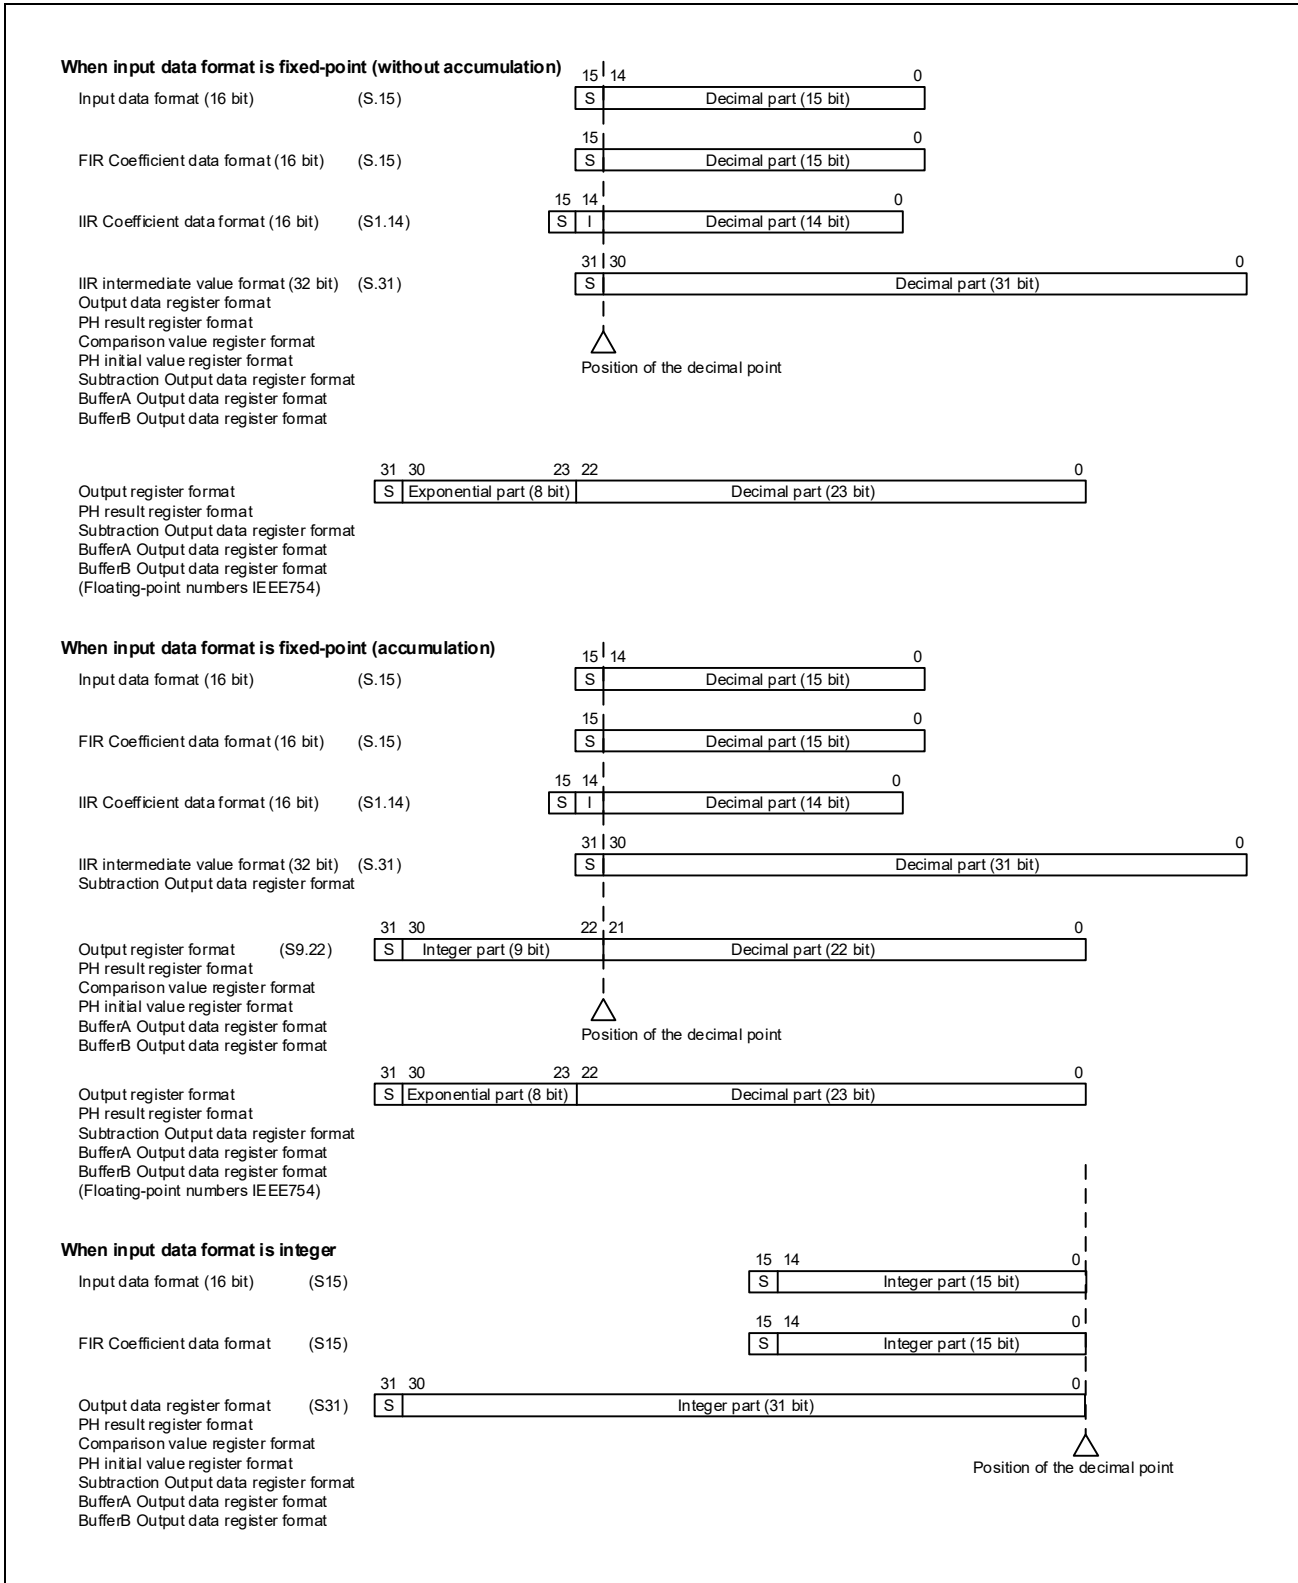 When input data format is fixed-point (without accumulation)
15 14 0
Input data format (16 bit) (S.15) S Decimal part (15 bit)
15 0
FIR Coefficient data format (16 bit) (S.15) S Decimal part (15 bit)
15 14 0
IIR Coefficient data format (16 bit) (S1.14) S I Decimal part (14 bit)
31 30 0
IIR intermediate value format (32 bit) (S.31) S Decimal part (31 bit)
Output data register format
PH result register format
Comparison value register format
PH initial value register format
Position of the decimal point
Subtraction Output data register format
BufferA Output data register format
BufferB Output data register format
31 30 23 22 0
Output register format S Exponential part (8 bit) Decimal part (23 bit)
PH result register format
Subtraction Output data register format
BufferA Output data register format
BufferB Output data register format
(Floating-point numbers IEEE754)
When input data format is fixed-point (accumulation)
15 14 0
Input data format (16 bit) (S.15) S Decimal part (15 bit)
15 0
FIR Coefficient data format (16 bit) (S.15) S Decimal part (15 bit)
15 14 0
IIR Coefficient data format (16 bit) (S1.14) S I Decimal part (14 bit)
31 30 0
IIR intermediate value format (32 bit) (S.31) S Decimal part (31 bit)
Subtraction Output data register format
31 30 22 21 0
Output register format (S9.22) S Integer part (9 bit) Decimal part (22 bit)
PH result register format
Comparison value register format
PH initial value register format
BufferA Output data register format
Position of the decimal point
BufferB Output data register format
31 30 23 22 0
Output register format S Exponential part (8 bit) Decimal part (23 bit)
PH result register format
Subtraction Output data register format
BufferA Output data register format
BufferB Output data register format
(Floating-point numbers IEEE754)
When input data format is integer
15 14 0
Input data format (16 bit) (S15) S Integer part (15 bit)
15 14 0
FIR Coefficient data format (S15) S Integer part (15 bit)
31 30 0
Output data register format (S31) S Integer part (31 bit)
PH result register format
Comparison value register format
PH initial value register format
Position of the decimal point
Subtraction Output data register format
BufferA Output data register format
BufferB Output data register format